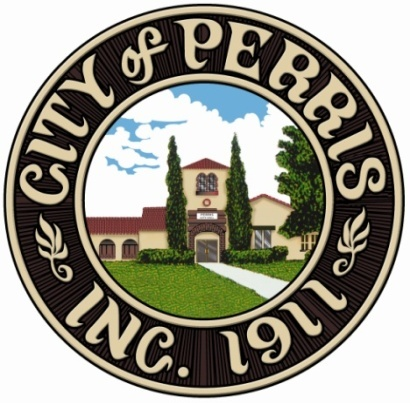 CITY of PERRIS
INC. 1911